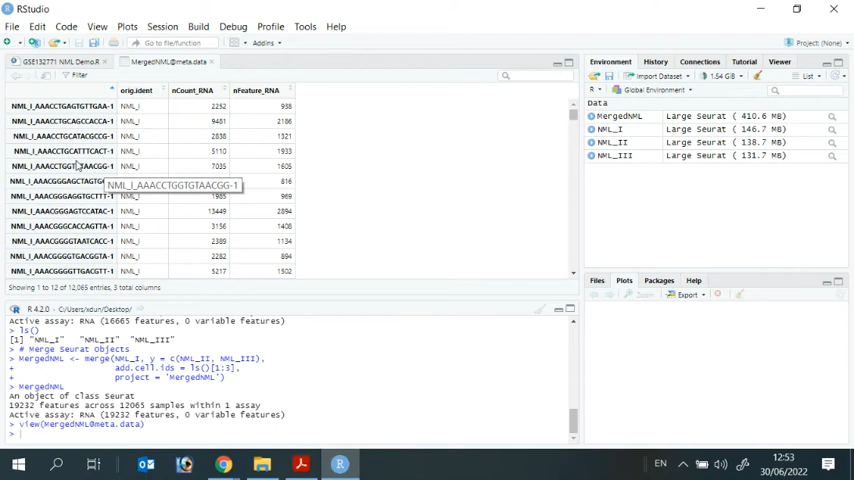 RStudio
File Edit Code View Plots Session Build Debug Profile Tools Help
Go to file/function Addins Project: (None)
GSE132771 NML Demo.R MergedNML@meta.data
Filter
orig.ident nCount_RNA nFeature_RNA
NML_I_AAACCTGAGTGTTGAA-1 NML_I 2252 938
NML_I_AAACCTGCAGCCACCA-1 NML_I 9481 2186
NML_I_AAACCTGCATACGCCG-1 NML_I 2838 1321
NML_I_AAACCTGCATTTCACT-1 NML_I 5110 1933
NML_I_AAACCTGGTGTAACGG-1 NML_I 7035 1605
NML_I_AAACGGGAGCTAGTG 816
NML_I_AAACCTGGTGTAACGG-1
NML_I_AAACGGGAGGTGCTTT-1 NML_I 1985 969
NML_I_AAACGGGAGTCCATAC-1 NML_I 13449 2894
NML_I_AAACGGGCACCAGTTA-1 NML_I 3156 1408
NML_I_AAACGGGGTAATCACC-1 NML_I 2389 1134
NML_I_AAACGGGGTGACGGTA-1 NML_I 2282 894
NML_I_AAACGGGGTTGACGTT-1 NML_I 5217 1502
Showing 1 to 12 of 12,065 entries, 3 total columns
R 4.2.0 · C:/Users/xdun/Desktop/
Active assay: RNA (16665 features, 0 variable features)
> ls()
[1] "NML_I" "NML_II" "NML_III"
> # Merge Seurat Objects
> MergedNML <- merge(NML_I, y = c(NML_II, NML_III),
+ add.cell.ids = ls()[1:3],
+ project = 'MergedNML')
> MergedNML
An object of class Seurat
19232 features across 12065 samples within 1 assay
Active assay: RNA (19232 features, 0 variable features)
> view(MergedNML@meta.data)
>
Environment History Connections Tutorial Viewer
Import Dataset 1.54 GiB List
R Global Environment
Data
MergedNML Large Seurat ( 410.6 MB)
NML_I Large Seurat ( 146.7 MB)
NML_II Large Seurat ( 138.7 MB)
NML_III Large Seurat ( 131.7 MB)
Files Plots Packages Help
Zoom Export
EN 12:53
30/06/2022